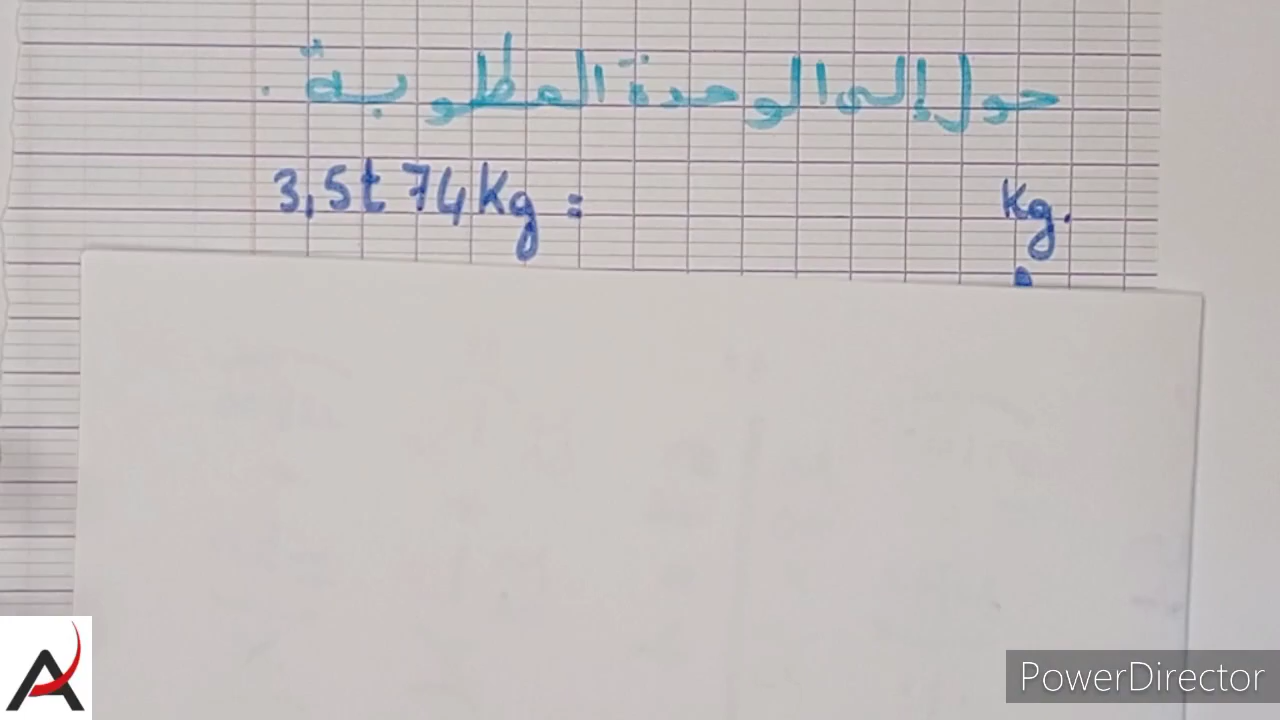 حول إلى الوحدة المطلوبة .
3,5t 74Kg = Kg.
PowerDirector